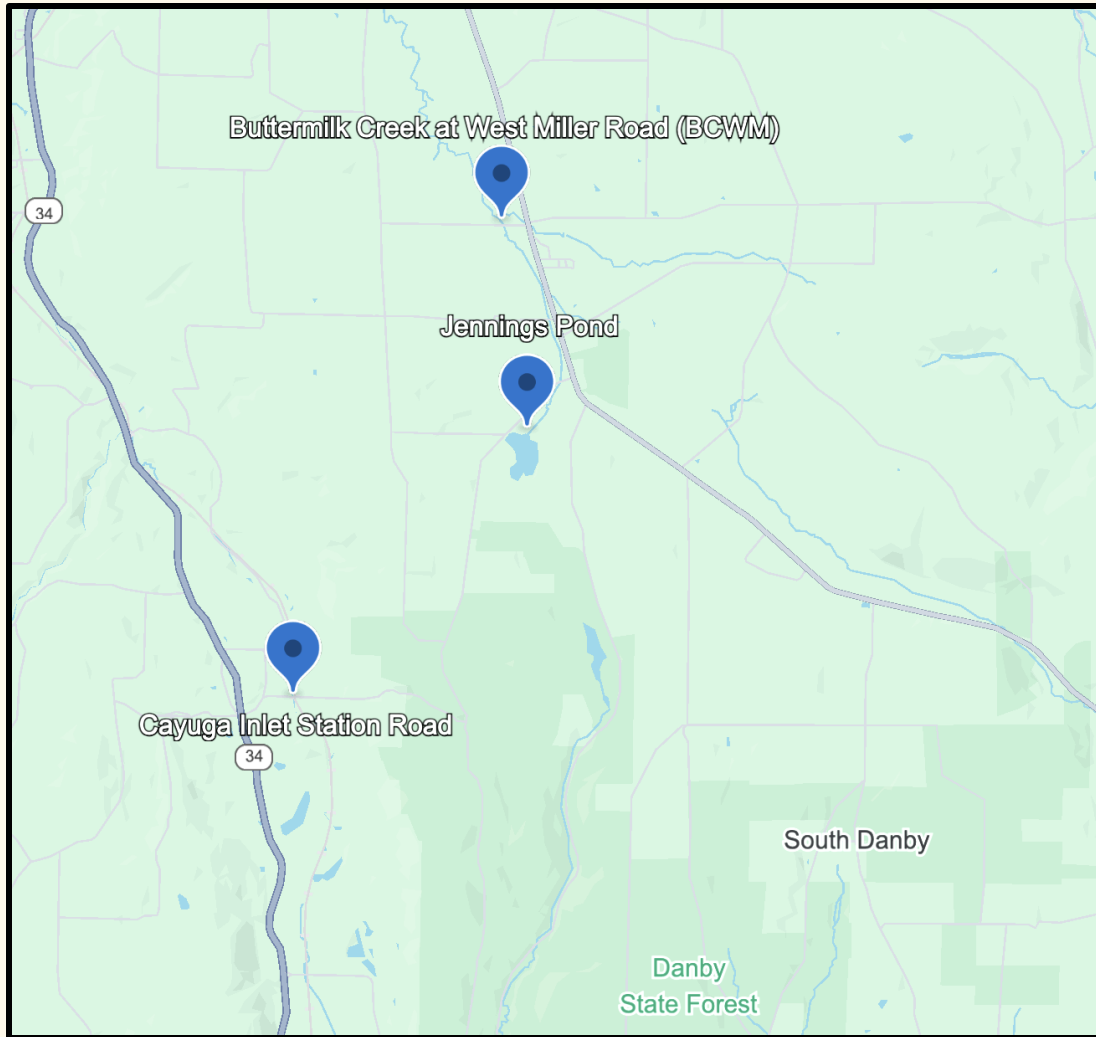 Buttermilk Creek at West Miller Road (BCWM)
34
Jennings Pond
Cayuga Inlet Station Road
34
South Danby
Danby
State Forest